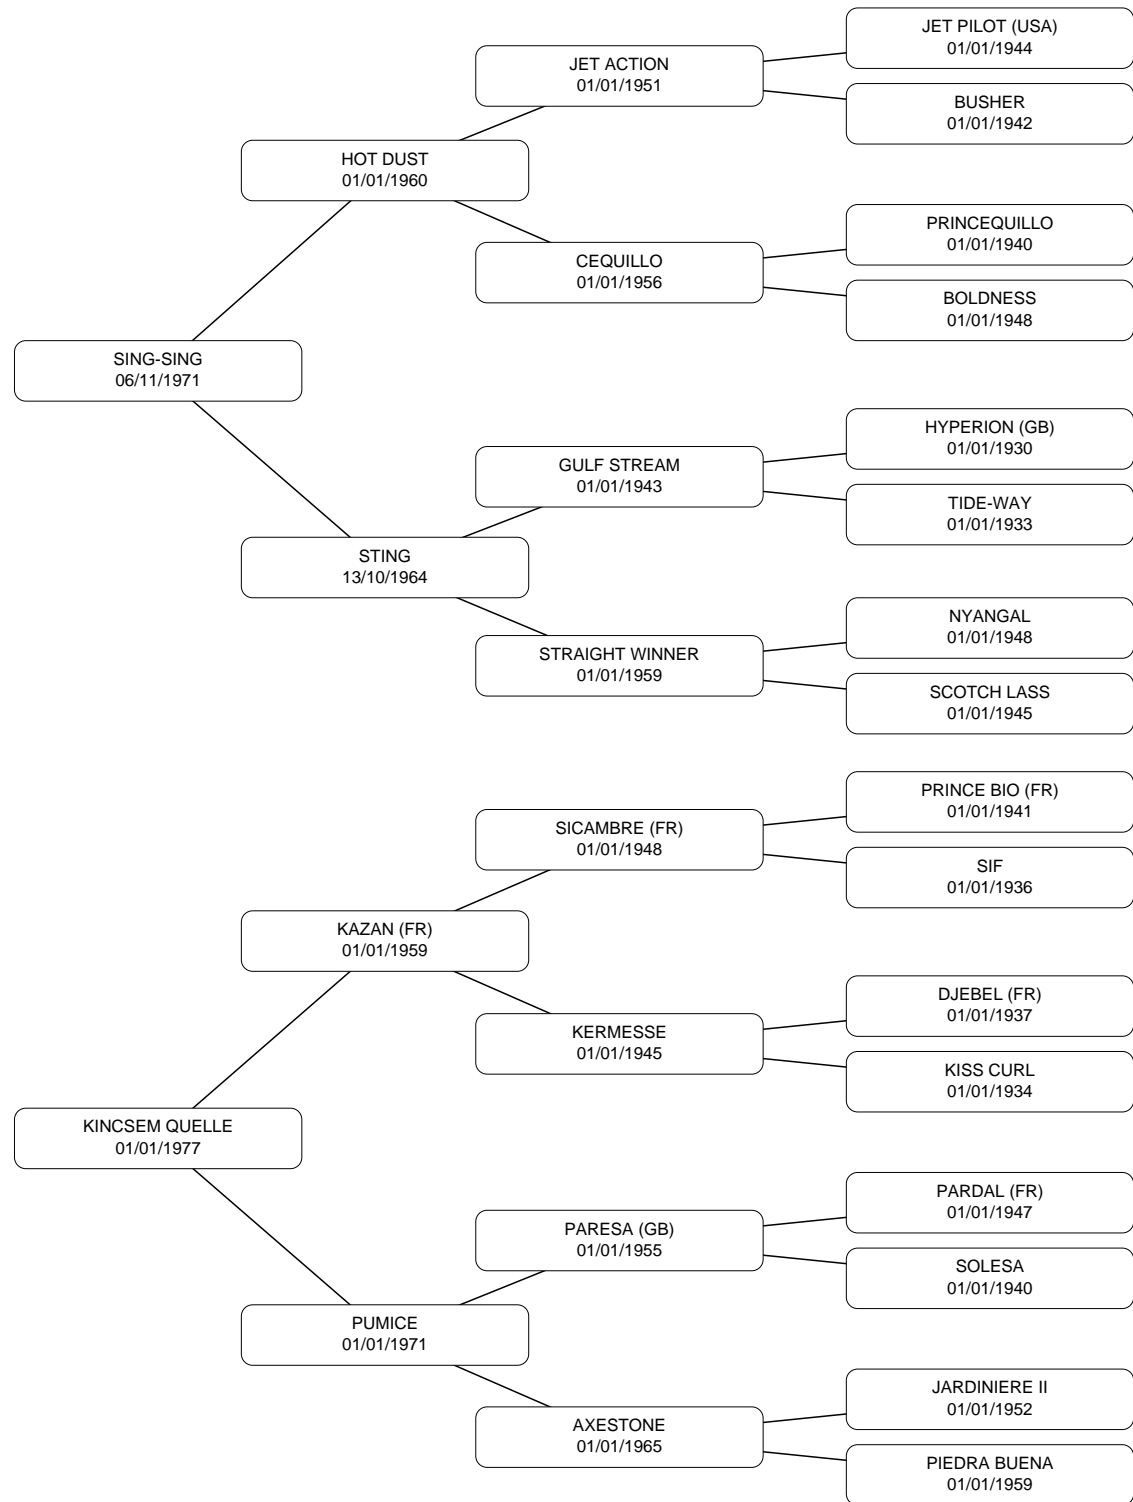 JET PILOT (USA)
01/01/1944
JET ACTION
01/01/1951
BUSHER
01/01/1942
HOT DUST
01/01/1960
PRINCEQUILLO
01/01/1940
CEQUILLO
01/01/1956
BOLDNESS
01/01/1948
SING-SING
06/11/1971
HYPERION (GB)
01/01/1930
GULF STREAM
01/01/1943
TIDE-WAY
01/01/1933
STING
13/10/1964
NYANGAL
01/01/1948
STRAIGHT WINNER
01/01/1959
SCOTCH LASS
01/01/1945
PRINCE BIO (FR)
01/01/1941
SICAMBRE (FR)
01/01/1948
SIF
01/01/1936
KAZAN (FR)
01/01/1959
DJEBEL (FR)
01/01/1937
KERMESSE
01/01/1945
KISS CURL
01/01/1934
KINCSEM QUELLE
01/01/1977
PARDAL (FR)
01/01/1947
PARESA (GB)
01/01/1955
SOLESA
01/01/1940
PUMICE
01/01/1971
JARDINIERE II
01/01/1952
AXESTONE
01/01/1965
PIEDRA BUENA
01/01/1959